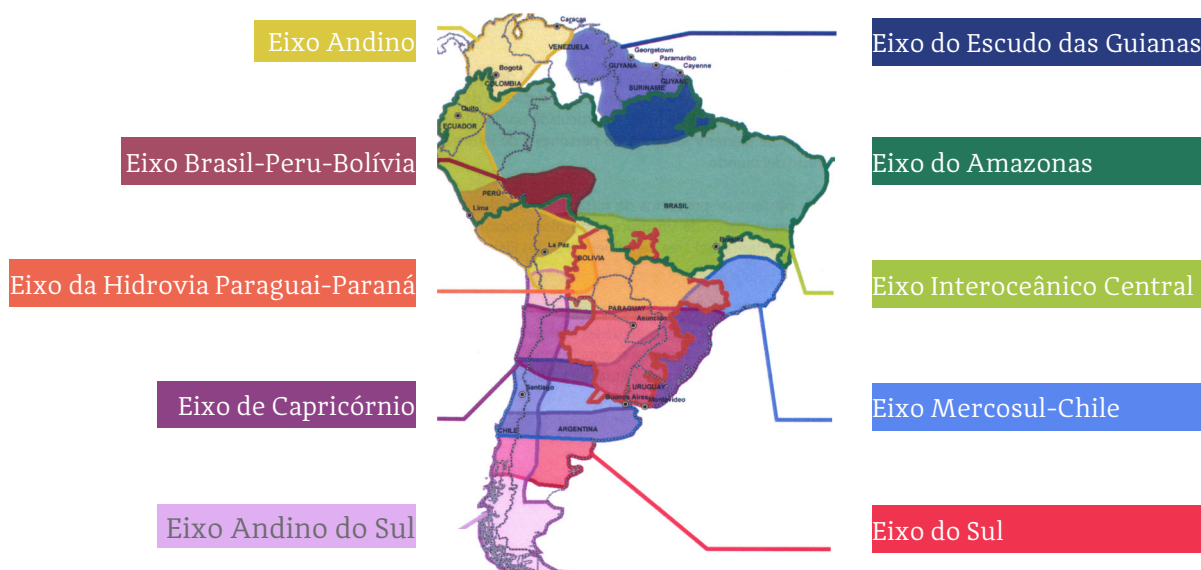 Eixo Andino
Eixo Brasil-Peru-Bolívia
Eixo da Hidrovia Paraguai-Paraná
Eixo de Capricórnio
Eixo Andino do Sul
Caracas
VENEZUELA
Georgetown
Paramaribo
GUYANA
Cayenne
Bogotá
COLOMBIA
SURINAME
GUYANE
Quito
ECUADOR
PERÚ
Lima
BRASIL
La Paz
BOLIVIA
PARAGUAY
Asunción
Santiago
URUGUAY
Buenos Aires
Montevideo
CHILE
ARGENTINA
Eixo do Escudo das Guianas
Eixo do Amazonas
Eixo Interoceânico Central
Eixo Mercosul-Chile
Eixo do Sul